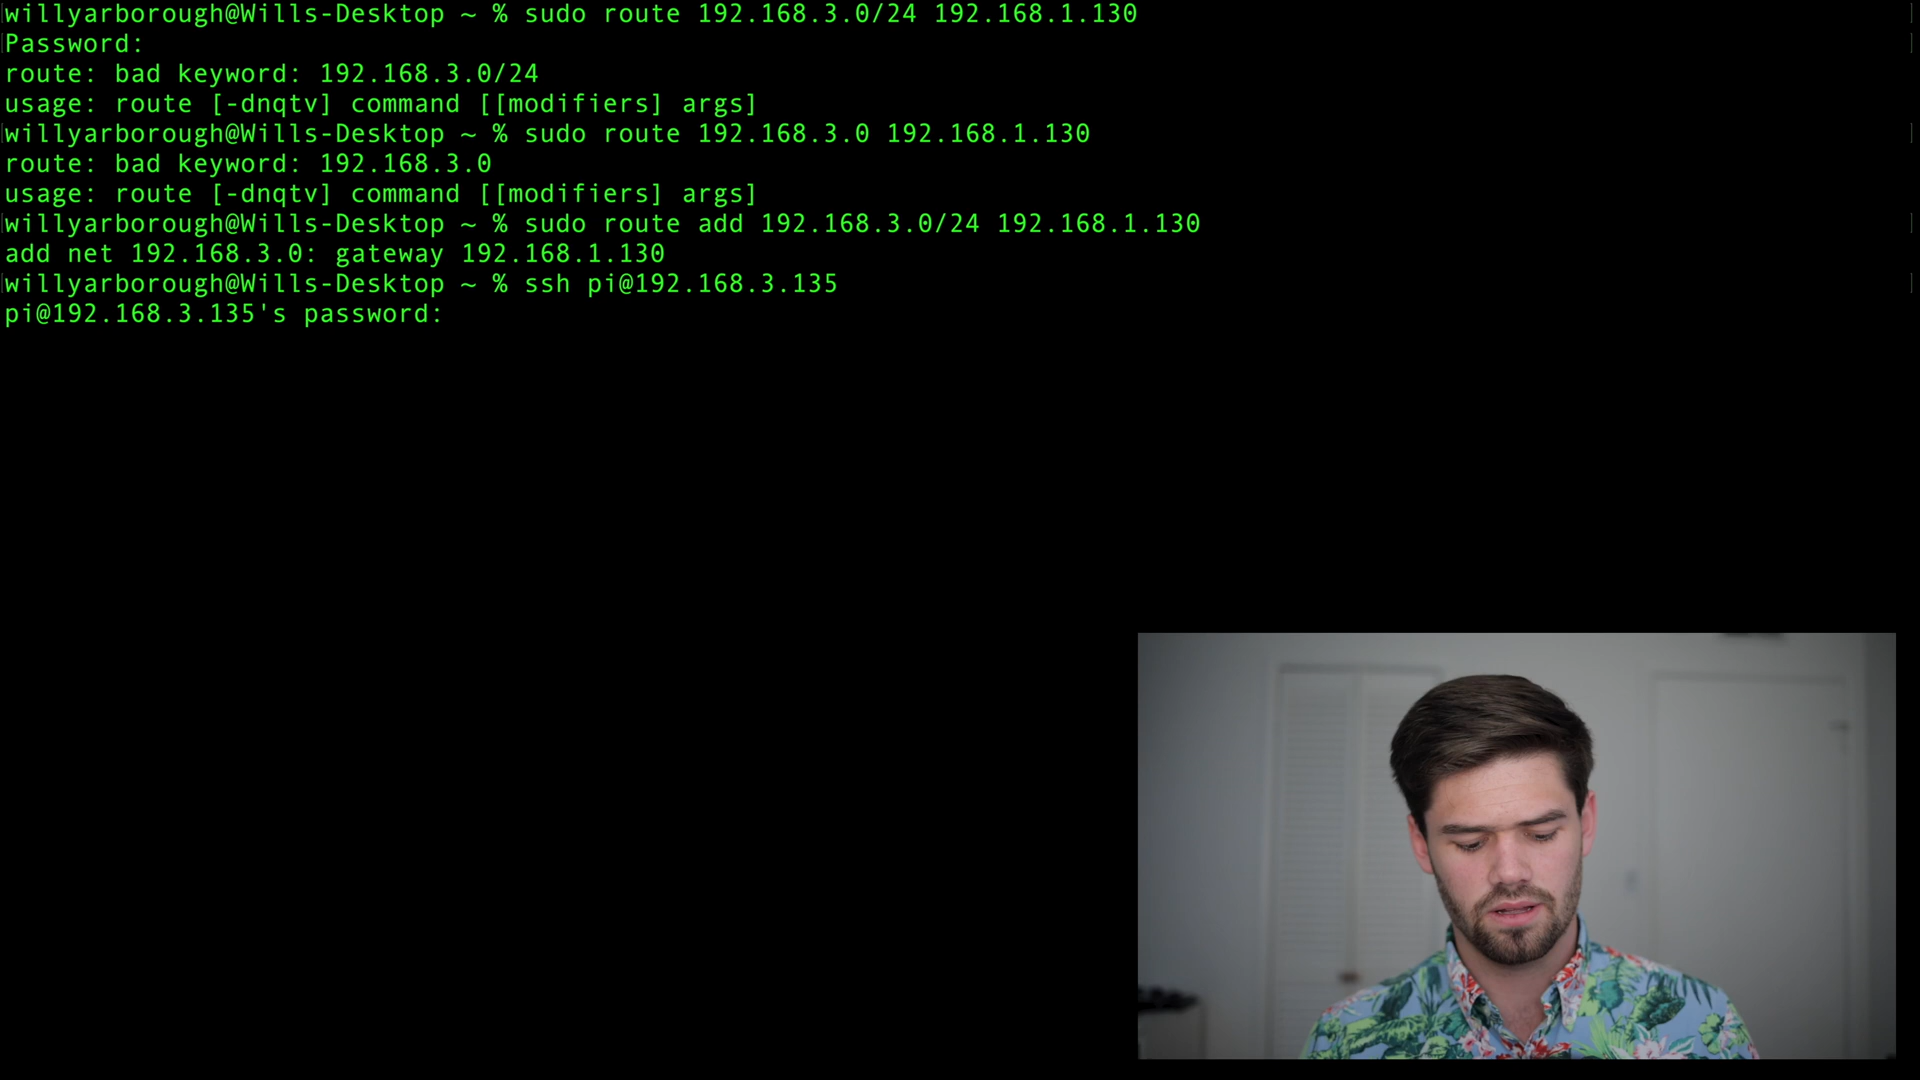 willyarborough@Wills-Desktop ~ % sudo route 192.168.3.0/24 192.168.1.130
Password:
route: bad keyword: 192.168.3.0/24
usage: route [-dnqtv] command [[modifiers] args]
willyarborough@Wills-Desktop ~ % sudo route 192.168.3.0 192.168.1.130
route: bad keyword: 192.168.3.0
usage: route [-dnqtv] command [[modifiers] args]
willyarborough@Wills-Desktop ~ % sudo route add 192.168.3.0/24 192.168.1.130
add net 192.168.3.0: gateway 192.168.1.130
willyarborough@Wills-Desktop ~ % ssh pi@192.168.3.135
pi@192.168.3.135's password: